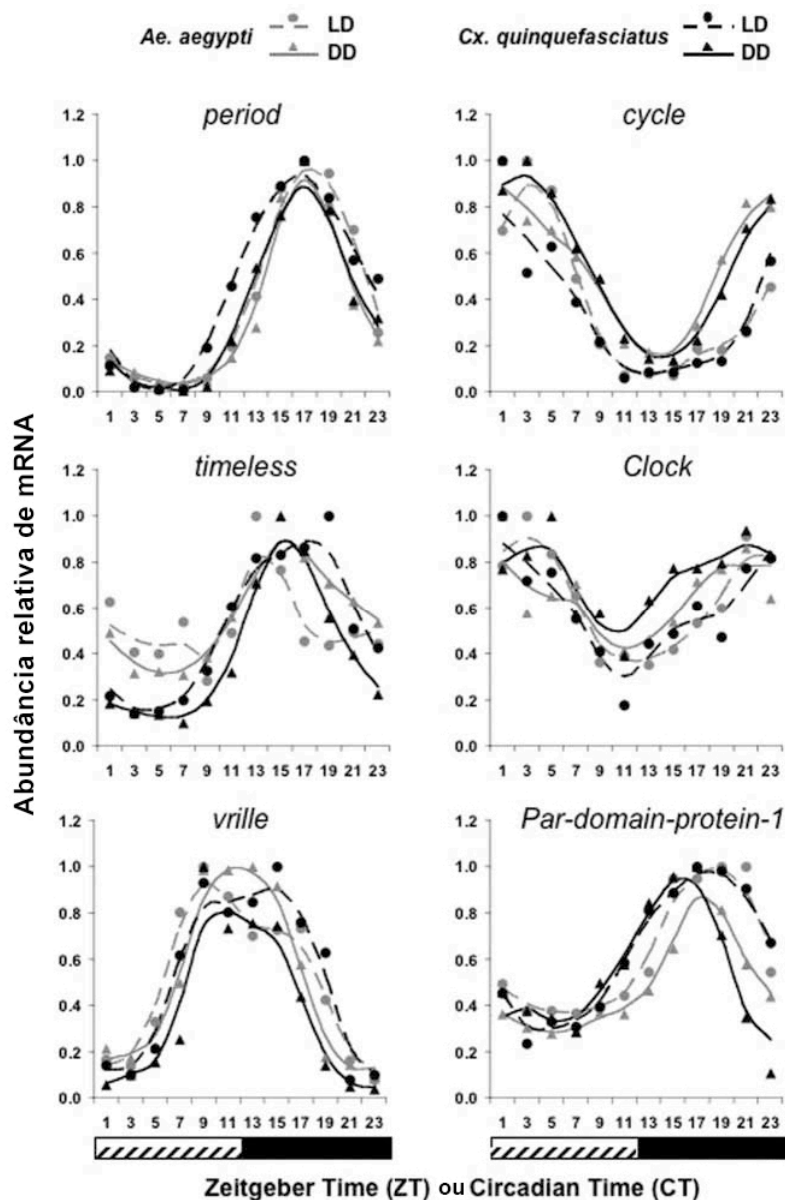 Ae. aegypti LD DD
Cx. quinquefasciatus LD DD
period
1.2
1.0
0.8
0.6
0.4
0.2
0.0
1 3 5 7 9 11 13 15 17 19 21 23
cycle
1.2
1.0
0.8
0.6
0.4
0.2
0.0
1 3 5 7 9 11 13 15 17 19 21 23
Abundância relativa de mRNA
timeless
1.2
1.0
0.8
0.6
0.4
0.2
0.0
1 3 5 7 9 11 13 15 17 19 21 23
Clock
1.2
1.0
0.8
0.6
0.4
0.2
0.0
1 3 5 7 9 11 13 15 17 19 21 23
vrille
1.2
1.0
0.8
0.6
0.4
0.2
0.0
1 3 5 7 9 11 13 15 17 19 21 23
Par-domain-protein-1
1.2
1.0
0.8
0.6
0.4
0.2
0.0
1 3 5 7 9 11 13 15 17 19 21 23
Zeitgeber Time (ZT) ou Circadian Time (CT)